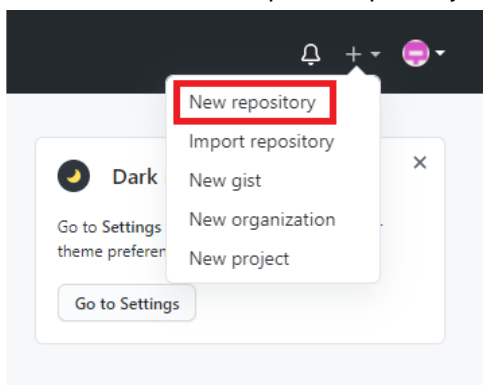 New repository
Import repository
New gist
New organization
New project
Dark
Go to Settings
theme
Go to Settings